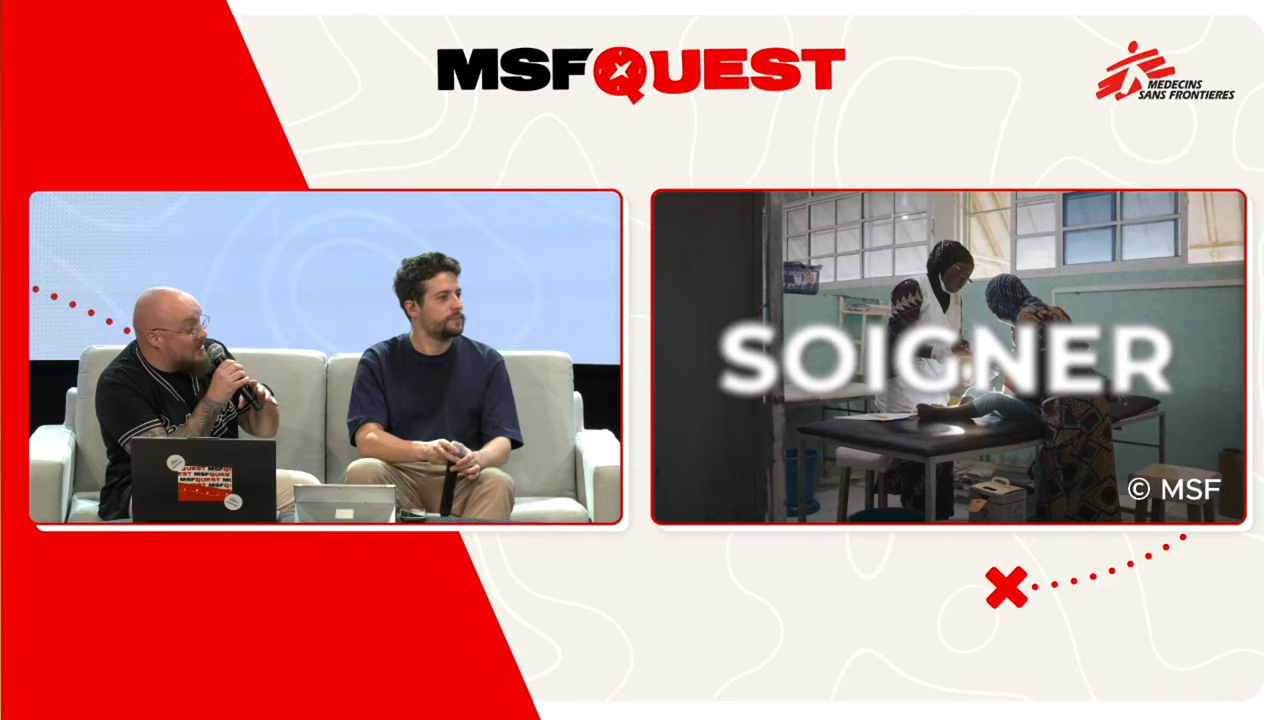 MSFQUEST
MEDECINS
SANS FRONTIERES
SOIGNER
© MSF